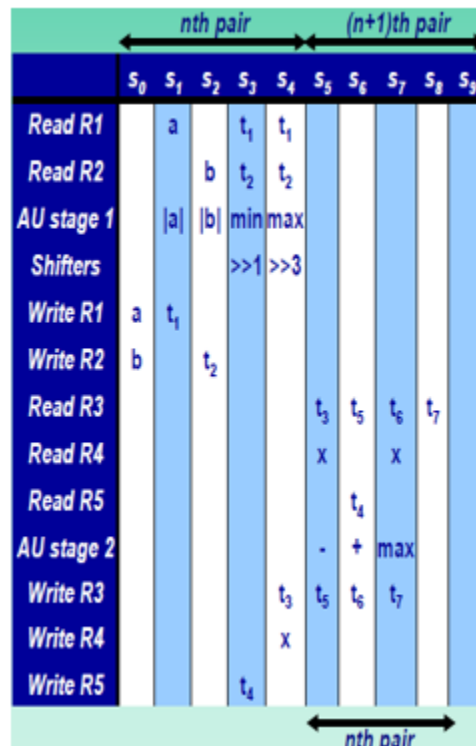 nth pair (n+1)th pair
s0 s1 s2 s3 s4 s5 s6 s7 s8 s9
Read R1 a t1 t1
Read R2 b t2 t2
AU stage 1 |a| |b| min max
Shifters >>1 >>3
Write R1 a t1
Write R2 b t2
Read R3 t3 t5 t6 t7
Read R4 x x
Read R5 t4
AU stage 2 - + max
Write R3 t3 t5 t6 t7
Write R4 x
Write R5 t4
nth pair